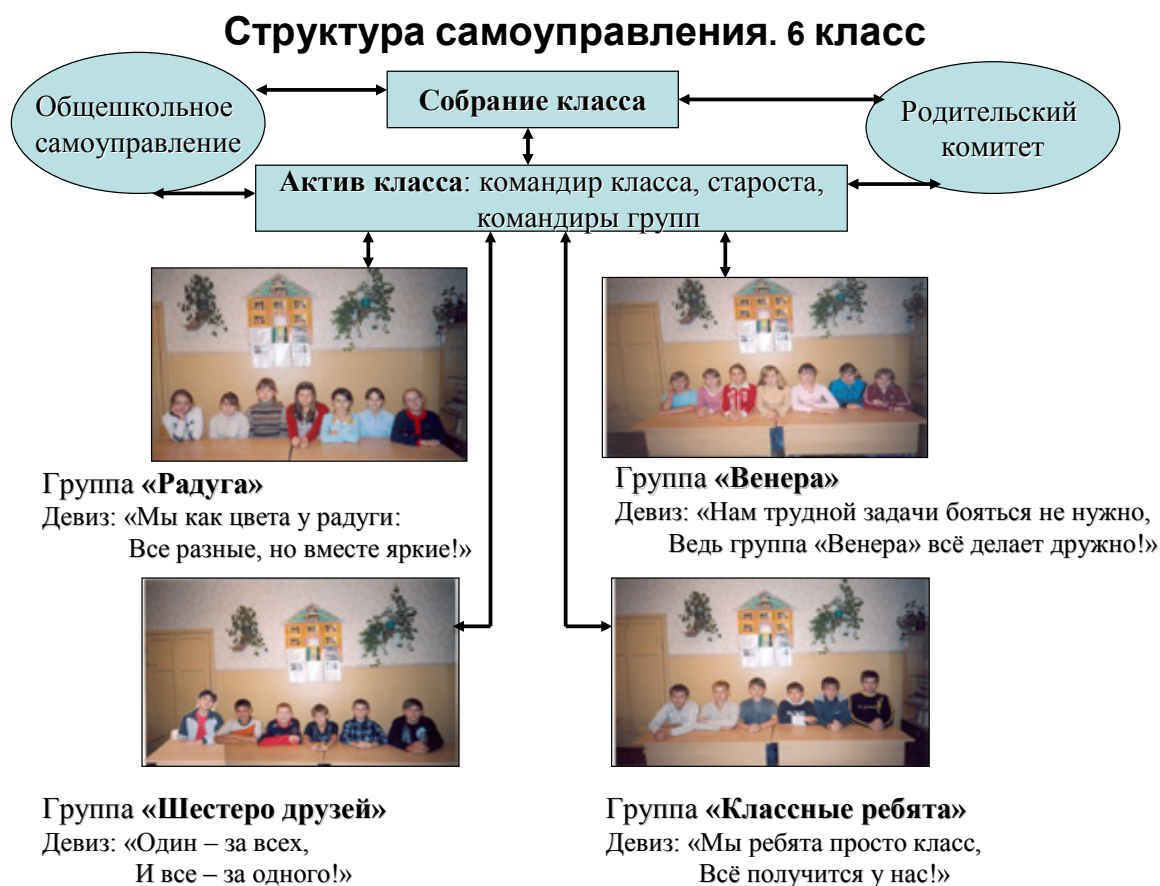 Структура самоуправления. 6 класс
Общешкольное
самоуправление
Собрание класса
Родительский
комитет
Актив класса: командир класса, староста,
командиры групп
Группа «Радуга»
Девиз: «Мы как цвета у радуги:
Все разные, но вместе яркие!»
Группа «Венера»
Девиз: «Нам трудной задачи бояться не нужно,
Ведь группа «Венера» всё делает дружно!»
Группа «Шестеро друзей»
Девиз: «Один – за всех,
И все – за одного!»
Группа «Классные ребята»
Девиз: «Мы ребята просто класс,
Всё получится у нас!»